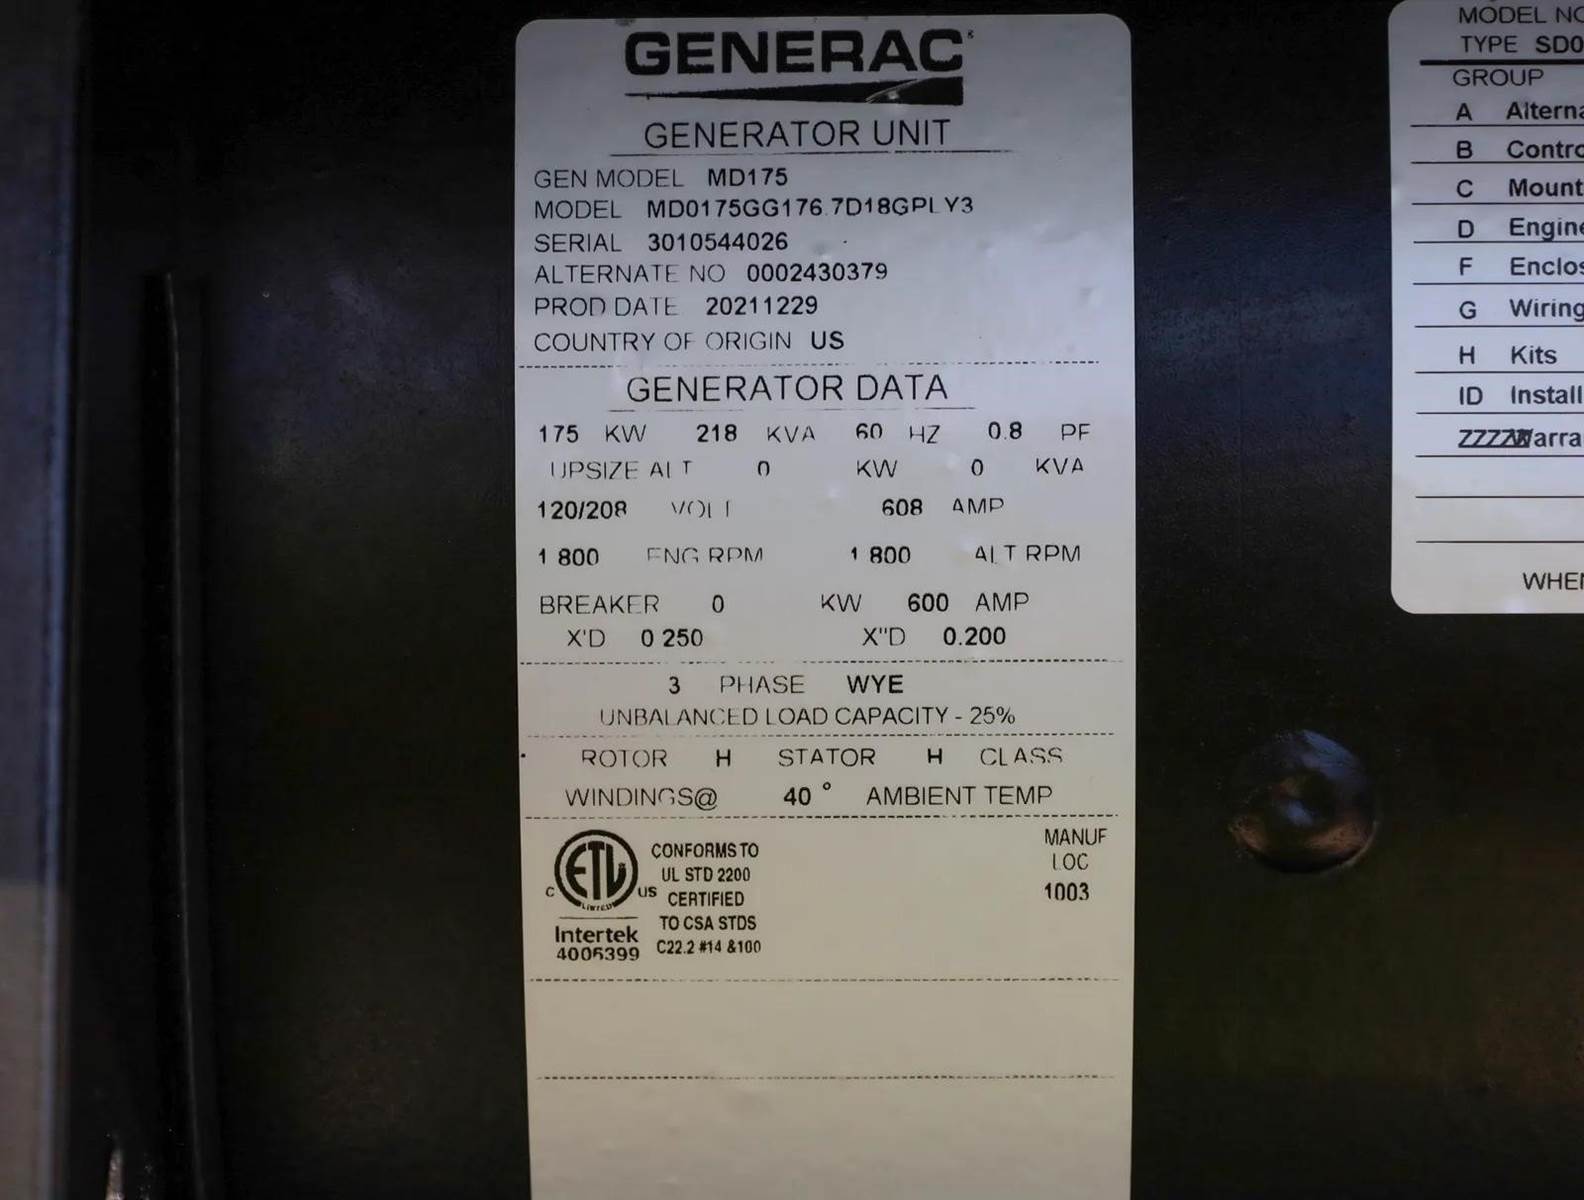 GENERAC
GENERATOR UNIT
GEN MODEL MD175
MODEL MD0175GG176.7D18GPLY3
SERIAL 3010544026
ALTERNATE NO 0002430379
PROD DATE 20211229
COUNTRY OF ORIGIN US
GENERATOR DATA
175 KW 218 KVA 60 HZ 0.8 PF
UPSIZE ALT 0 KW 0 KVA
120/208 VOLT 608 AMP
1 800 ENG RPM 1 800 ALT RPM
BREAKER 0 KW 600 AMP
X'D 0 250 X"D 0.200
3 PHASE WYE
UNBALANCED LOAD CAPACITY - 25%
ROTOR H STATOR H CLASS
WINDINGS@ 40 ° AMBIENT TEMP
ETL
LISTED
C US
Intertek
4006399
CONFORMS TO
UL STD 2200
CERTIFIED
TO CSA STDS
C22.2 #14 &100
MANUF
LOC
1003
MODEL NO
TYPE SD0
GROUP
A Alterna
B Contro
C Mount
D Engine
F Enclos
G Wiring
H Kits
ID Install
WHEN